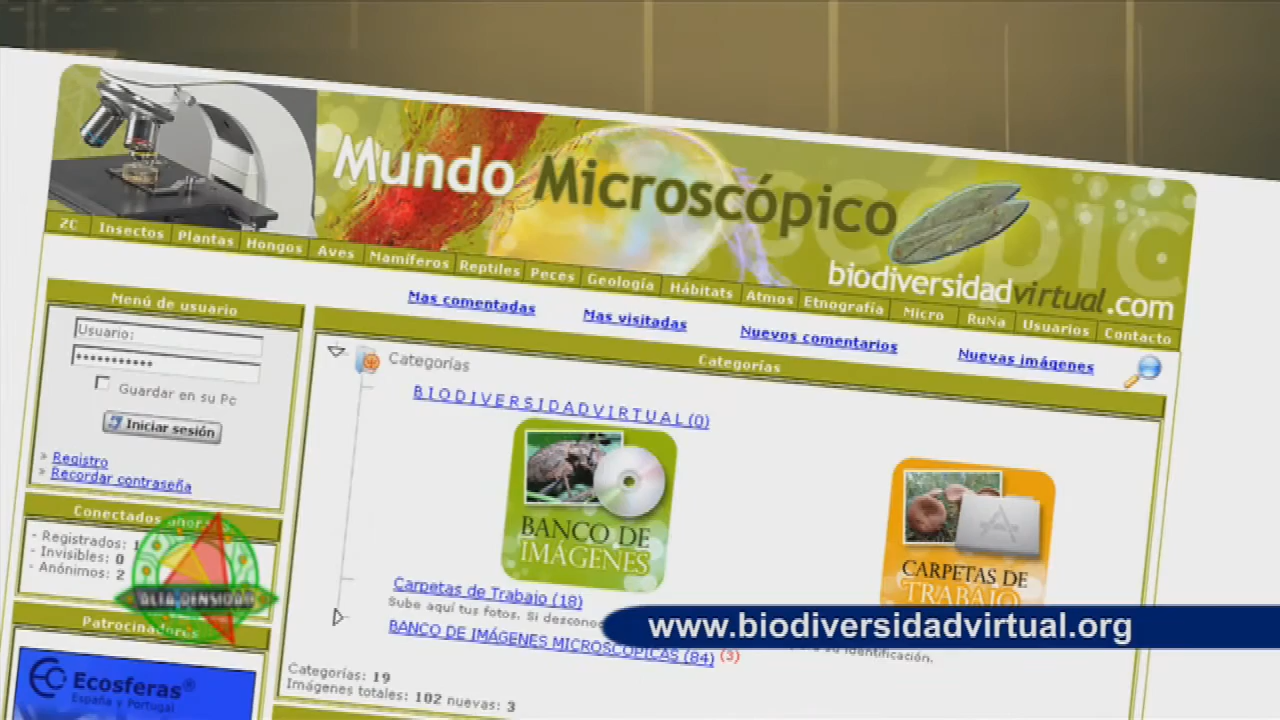 Mundo Microscópico
biodiversidadvirtual.com
ZC Insectos Plantas Hongos Aves Mamíferos Reptiles Peces Geología Hábitats Atmos Etnografía Micro RuNa Usuarios Contacto
Mas comentadas Mas visitadas Nuevos comentarios Nuevas imágenes
Menú de usuario
Usuario:
Guardar en su Pc
Iniciar sesión
» Registro
» Recordar contraseña
Conectados ahora
- Registrados: 1
- Invisibles: 0
- Anónimos: 2
ALTA DENSIDAD
Patrocinadores
Ecosferas®
España y Portugal
Categorías
Categorías
B I O D I V E R S I D A D V I R T U A L (0)
BANCO DE
IMÁGENES
CARPETAS DE
TRABAJO
Carpetas de Trabajo (18)
Sube aquí tus fotos. Si desconoc
su identificación.
BANCO DE IMÁGENES MICROSCÓPICAS (84) (3)
Categorías: 19
Imágenes totales: 102 nuevas: 3
www.biodiversidadvirtual.org